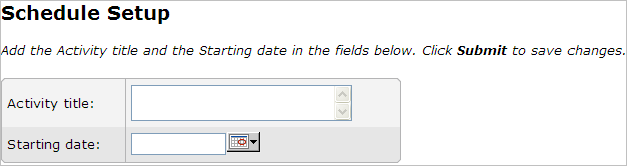 Schedule Setup
Add the Activity title and the Starting date in the fields below. Click Submit to save changes.
Activity title:
Starting date: